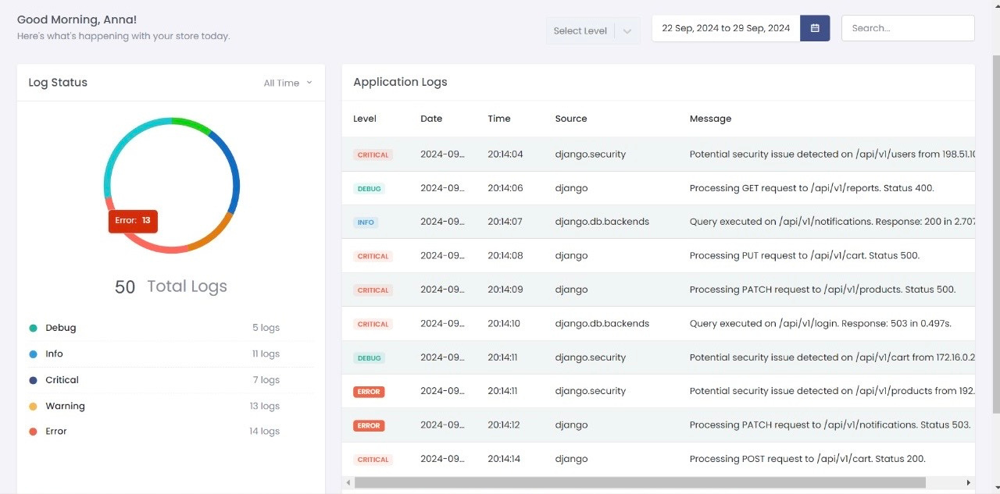 Good Morning, Anna!
Here's what's happening with your store today.
Select Level
22 Sep, 2024 to 29 Sep, 2024
Search...
Log Status
All Time
Error: 13
50 Total Logs
Debug 5 logs
Info 11 logs
Critical 7 logs
Warning 13 logs
Error 14 logs
Application Logs
Level Date Time Source Message
CRITICAL 2024-09... 20:14:04 django.security Potential security issue detected on /api/v1/users from 198.51.10
DEBUG 2024-09... 20:14:06 django Processing GET request to /api/v1/reports. Status 400.
INFO 2024-09... 20:14:07 django.db.backends Query executed on /api/v1/notifications. Response: 200 in 2.707
CRITICAL 2024-09... 20:14:08 django Processing PUT request to /api/v1/cart. Status 500.
CRITICAL 2024-09... 20:14:09 django Processing PATCH request to /api/v1/products. Status 500.
CRITICAL 2024-09... 20:14:10 django.db.backends Query executed on /api/v1/login. Response: 503 in 0.497s.
DEBUG 2024-09... 20:14:11 django.security Potential security issue detected on /api/v1/cart from 172.16.0.2
ERROR 2024-09... 20:14:11 django.security Potential security issue detected on /api/v1/products from 192.
ERROR 2024-09... 20:14:12 django Processing PATCH request to /api/v1/notifications. Status 503.
CRITICAL 2024-09... 20:14:14 django Processing POST request to /api/v1/cart. Status 200.